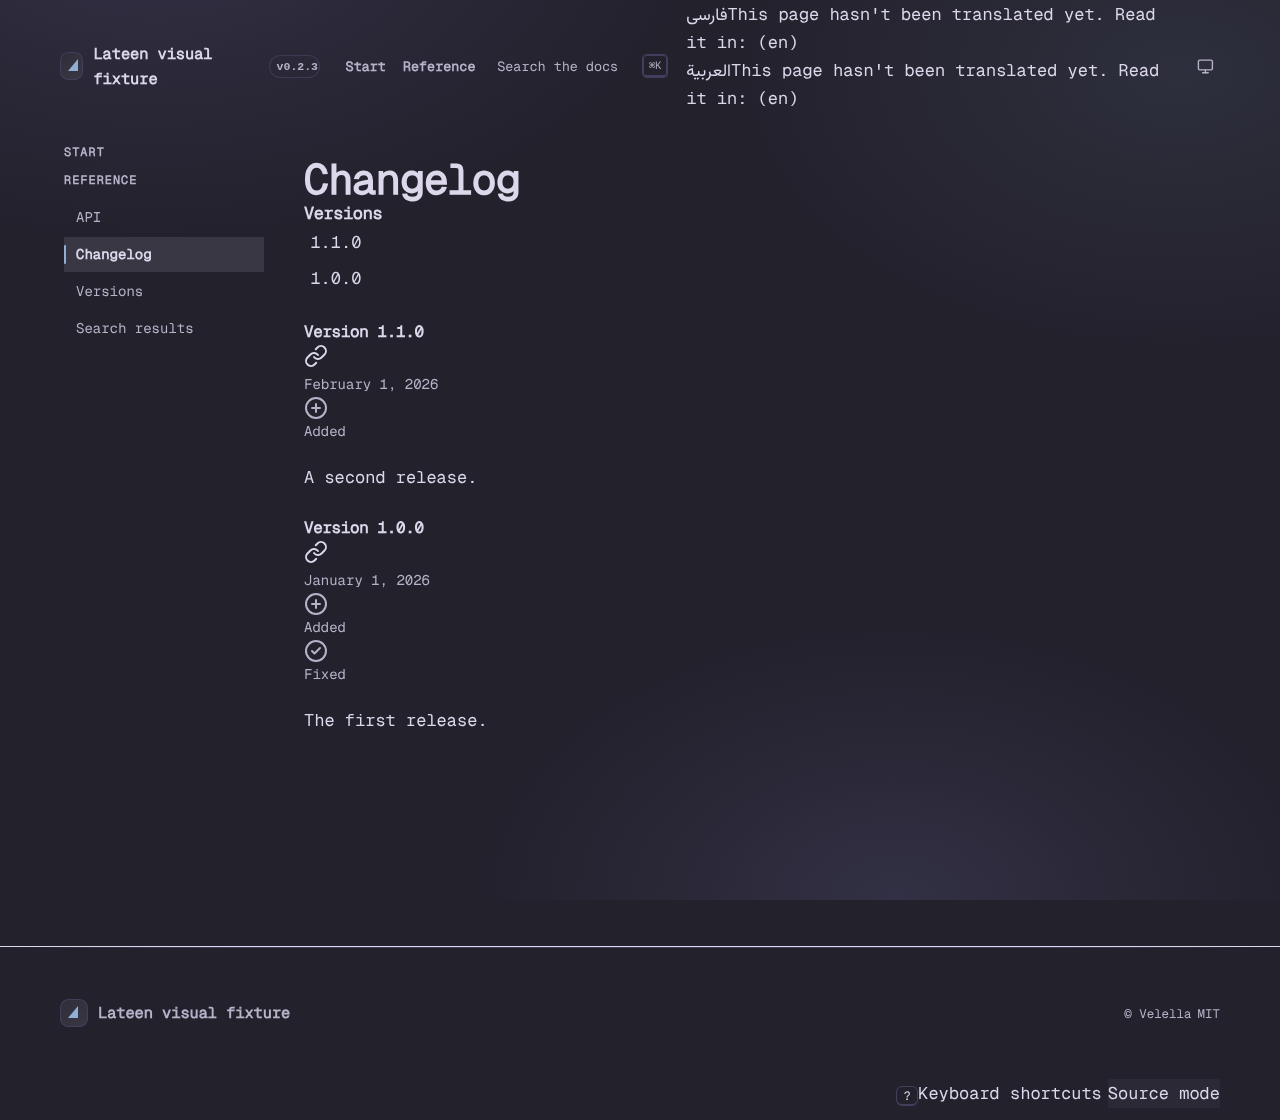 Lateen visual
fixture
v0.2.3
Start
Reference
Search the docs
⌘K
فارسیThis page hasn't been translated yet. Read
it in: (en)
العربيةThis page hasn't been translated yet. Read
it in: (en)
START
REFERENCE
API
Changelog
Versions
Search results
Changelog
Versions
1.1.0
1.0.0
Version 1.1.0
February 1, 2026
Added
A second release.
Version 1.0.0
January 1, 2026
Added
Fixed
The first release.
Lateen visual fixture
© Velella MIT
? Keyboard shortcuts Source mode